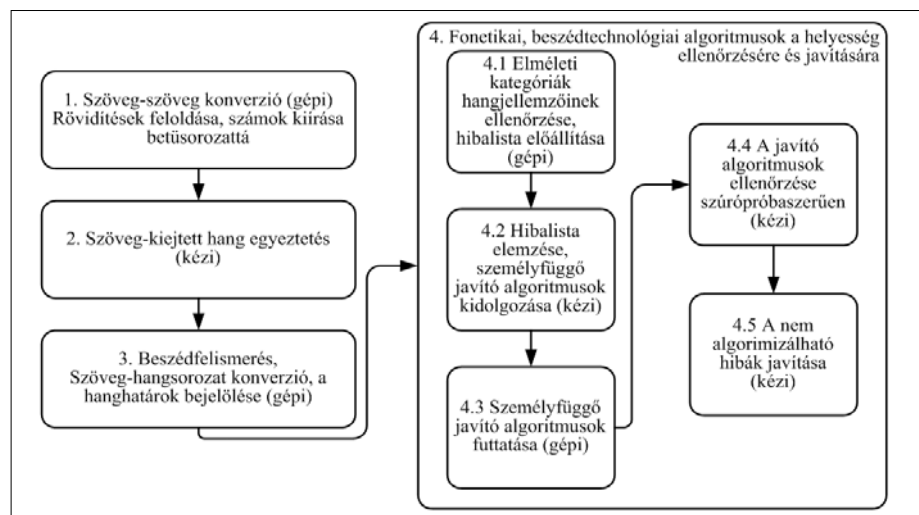 1. Szöveg-szöveg konverzió (gépi)
Rövidítések feloldása, számok kiírása
betüsorozattá
2. Szöveg-kiejtett hang egyeztetés
(kézi)
3. Beszédfelismerés,
Szöveg-hangsorozat konverzió, a
hanghatárok bejelölése (gépi)
4. Fonetikai, beszédtechnológiai algoritmusok a helyesség
ellenőrzésére és javítására
4.1 Elméleti
kategóriák
hangjellemzőinek
ellenőrzése,
hibalista előállítása
(gépi)
4.2 Hibalista
elemzése,
személyfüggő
javító algoritmusok
kidolgozása (kézi)
4.3 Személyfüggő
javító algoritmusok
futtatása (gépi)
4.4 A javító
algoritmusok
ellenőrzése
szúrópróbaszerűen
(kézi)
4.5 A nem
algorimizálható
hibák javítása
(kézi)